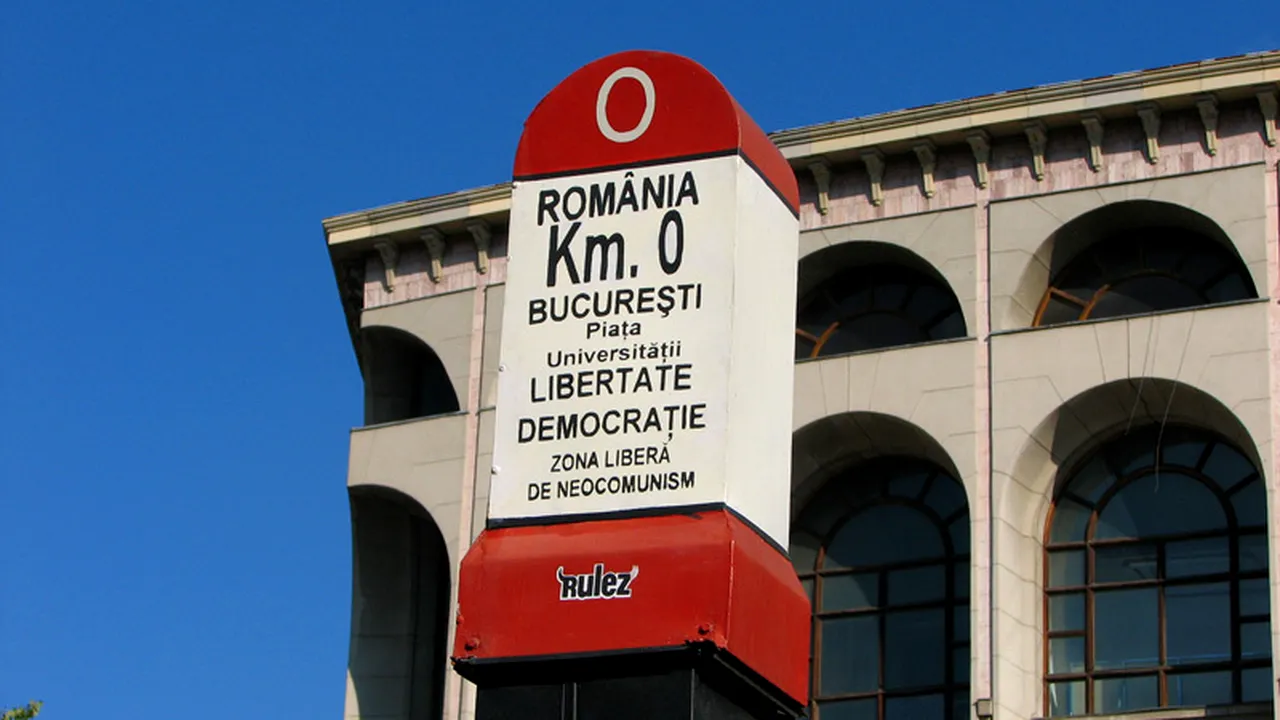 0
ROMÂNIA
Km. 0
BUCUREŞTI
Piaţa
Universităţii
LIBERTATE
DEMOCRAŢIE
ZONA LIBERĂ
DE NEOCOMUNISM
Rulez